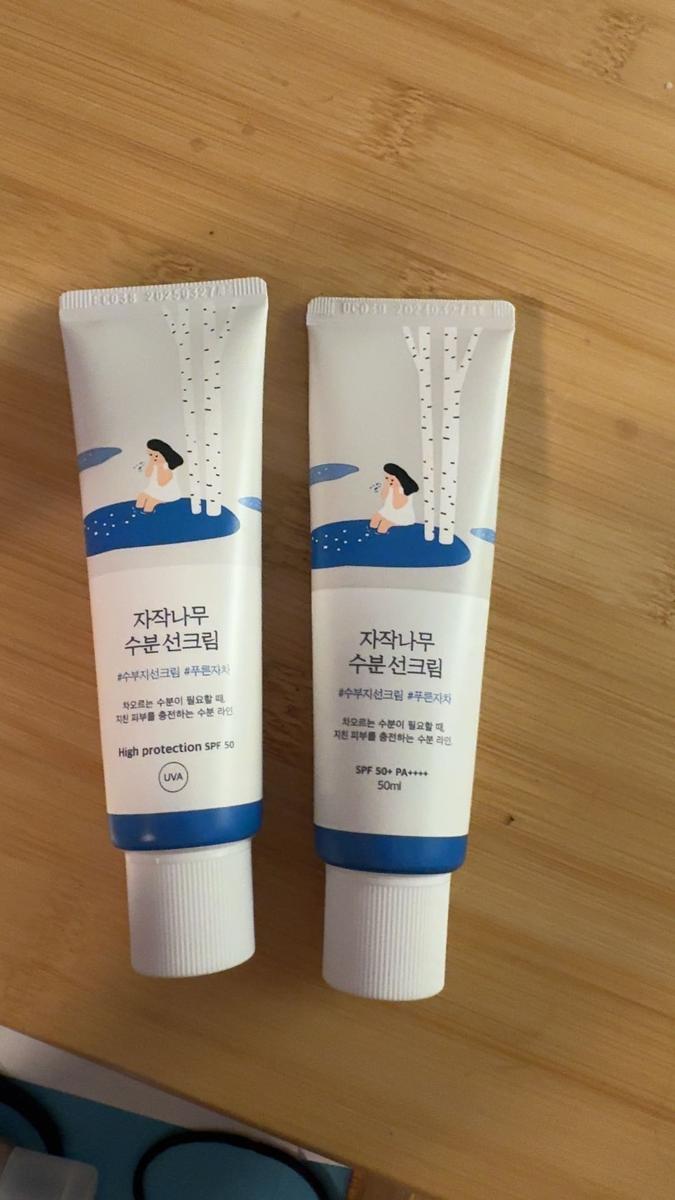 자작나무
수분 선크림
#수부지선크림 #푸른자차
차오르는 수분이 필요할 때,
지친 피부를 충전하는 수분 라인.
High protection SPF 50
UVA
자작나무
수분 선크림
#수부지선크림 #푸른자차
차오르는 수분이 필요할 때,
지친 피부를 충전하는 수분 라인.
SPF 50+ PA++++
50ml